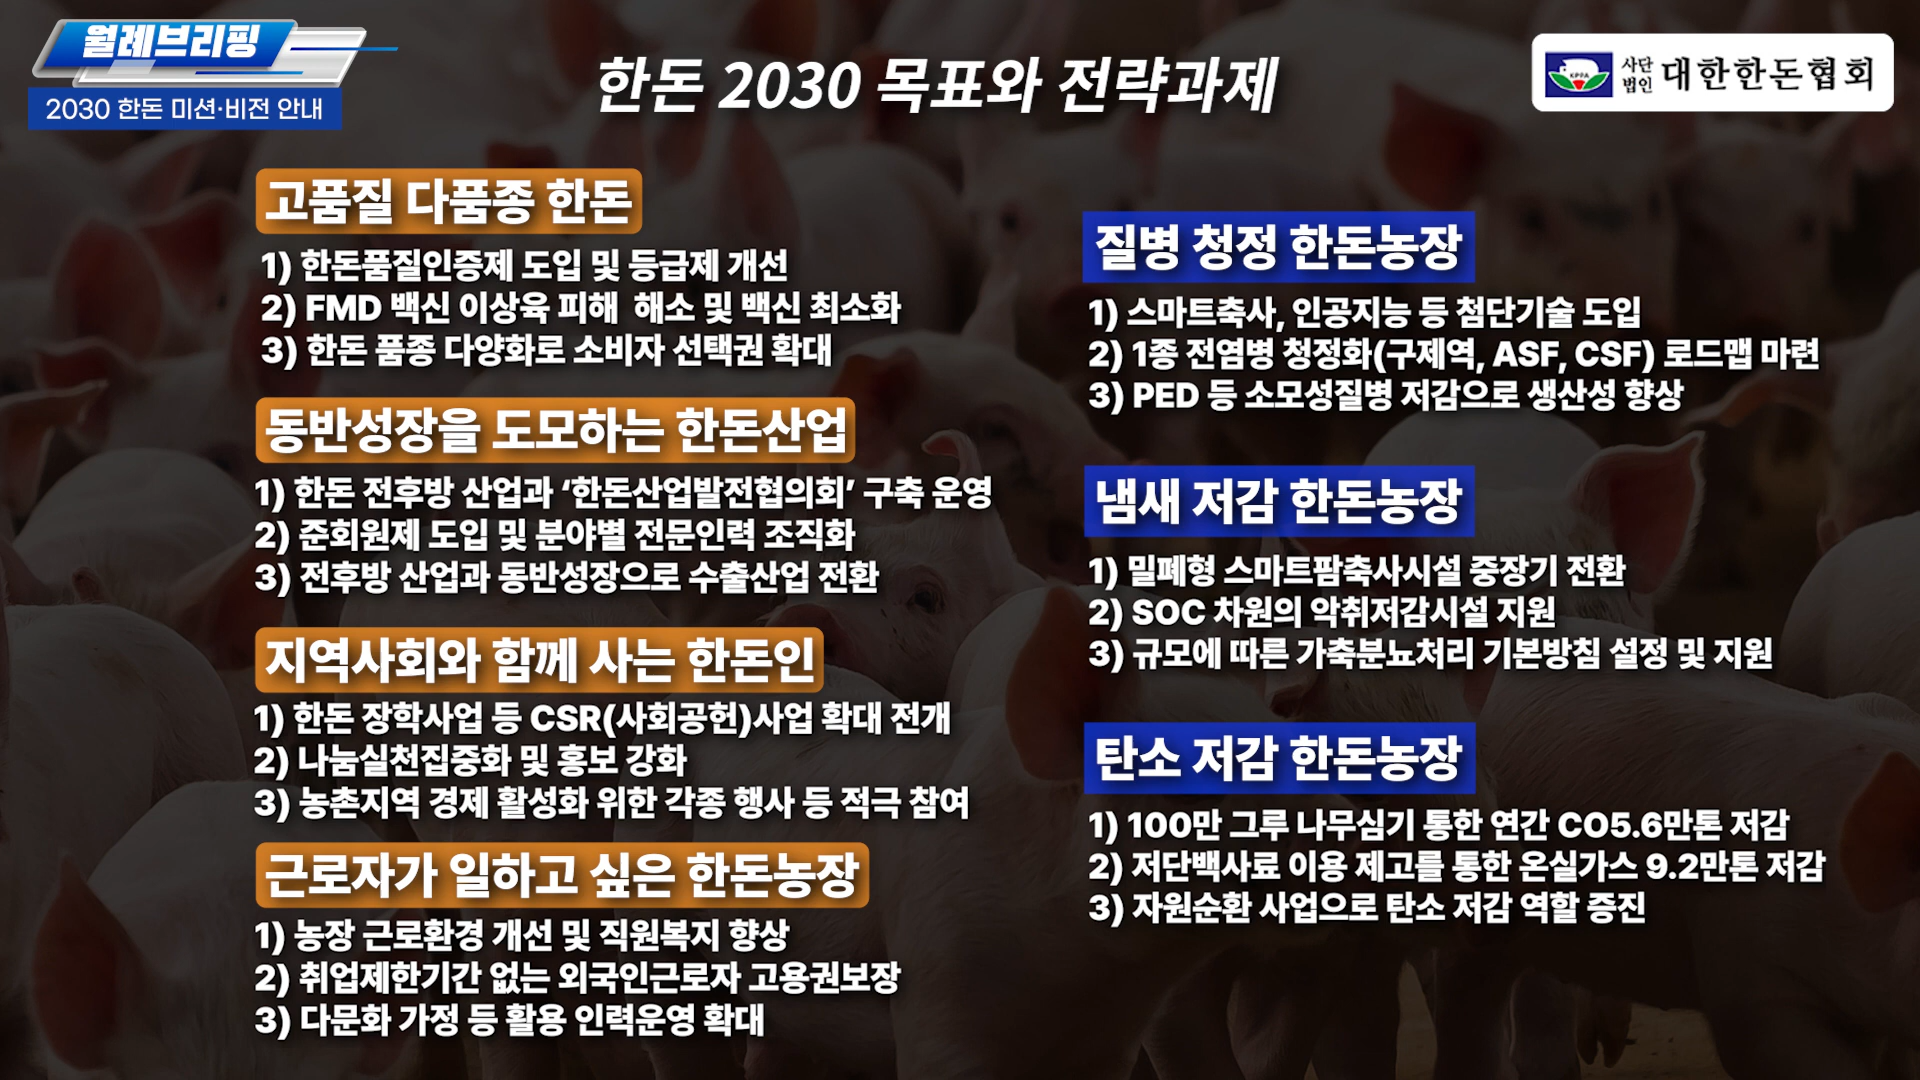 월례브리핑
2030 한돈 미션·비전 안내
한돈 2030 목표와 전략과제
KPPA
사단법인 대한한돈협회
고품질 다품종 한돈
1) 한돈품질인증제 도입 및 등급제 개선
2) FMD 백신 이상육 피해 해소 및 백신 최소화
3) 한돈 품종 다양화로 소비자 선택권 확대
동반성장을 도모하는 한돈산업
1) 한돈 전후방 산업과 ‘한돈산업발전협의회’ 구축 운영
2) 준회원제 도입 및 분야별 전문인력 조직화
3) 전후방 산업과 동반성장으로 수출산업 전환
지역사회와 함께 사는 한돈인
1) 한돈 장학사업 등 CSR(사회공헌)사업 확대 전개
2) 나눔실천집중화 및 홍보 강화
3) 농촌지역 경제 활성화 위한 각종 행사 등 적극 참여
근로자가 일하고 싶은 한돈농장
1) 농장 근로환경 개선 및 직원복지 향상
2) 취업제한기간 없는 외국인근로자 고용권보장
3) 다문화 가정 등 활용 인력운영 확대
질병 청정 한돈농장
1) 스마트축사, 인공지능 등 첨단기술 도입
2) 1종 전염병 청정화(구제역, ASF, CSF) 로드맵 마련
3) PED 등 소모성질병 저감으로 생산성 향상
냄새 저감 한돈농장
1) 밀폐형 스마트팜축사시설 중장기 전환
2) SOC 차원의 악취저감시설 지원
3) 규모에 따른 가축분뇨처리 기본방침 설정 및 지원
탄소 저감 한돈농장
1) 100만 그루 나무심기 통한 연간 CO5.6만톤 저감
2) 저단백사료 이용 제고를 통한 온실가스 9.2만톤 저감
3) 자원순환 사업으로 탄소 저감 역할 증진